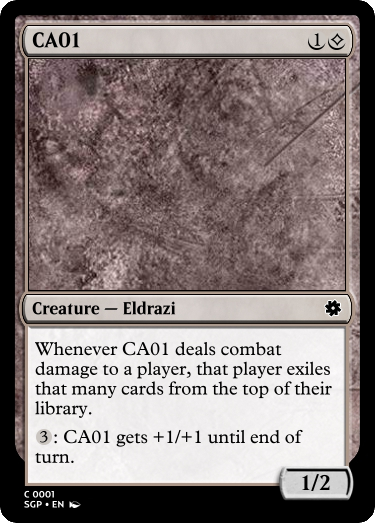 CA01 1◇
Creature — Eldrazi
Whenever CA01 deals combat
damage to a player, that player exiles
that many cards from the top of their
library.
3: CA01 gets +1/+1 until end of
turn.
1/2
C 0001
SGP • EN